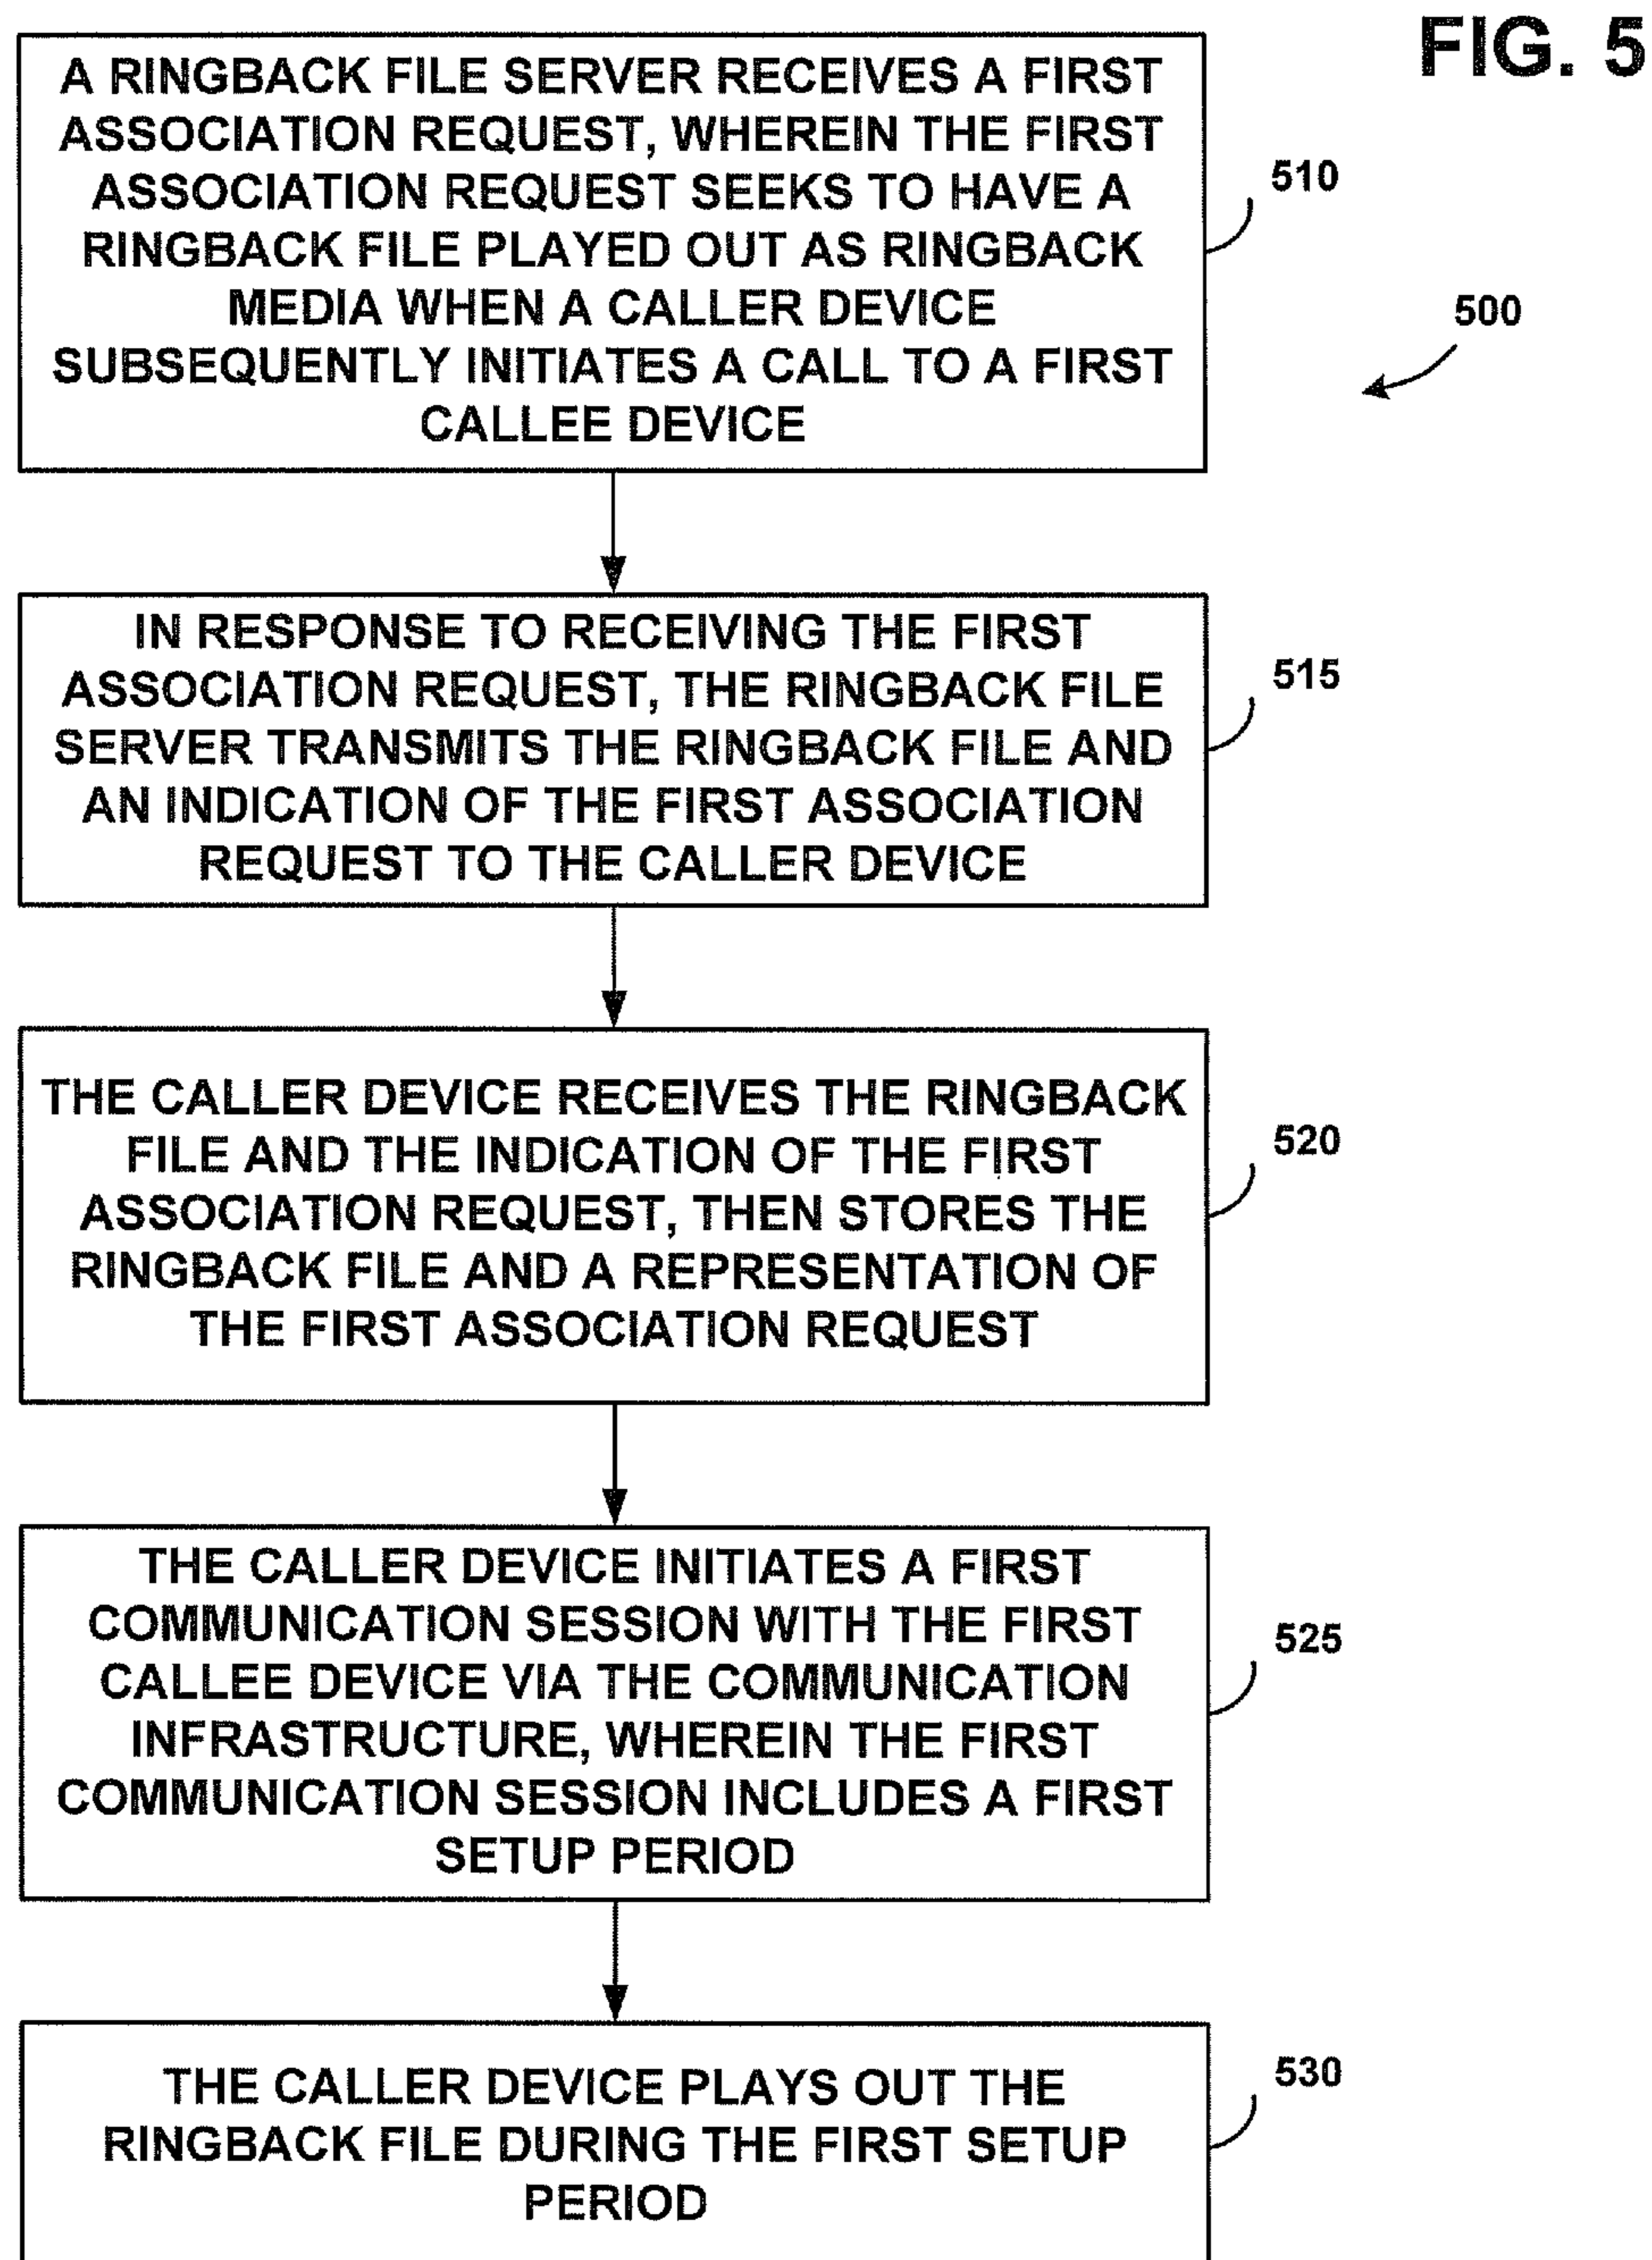 FIG. 5
A RINGBACK FILE SERVER RECEIVES A FIRST
ASSOCIATION REQUEST, WHEREIN THE FIRST
ASSOCIATION REQUEST SEEKS TO HAVE A
RINGBACK FILE PLAYED OUT AS RINGBACK
MEDIA WHEN A CALLER DEVICE
SUBSEQUENTLY INITIATES A CALL TO A FIRST
CALLEE DEVICE
510
500
IN RESPONSE TO RECEIVING THE FIRST
ASSOCIATION REQUEST, THE RINGBACK FILE
SERVER TRANSMITS THE RINGBACK FILE AND
AN INDICATION OF THE FIRST ASSOCIATION
REQUEST TO THE CALLER DEVICE
515
THE CALLER DEVICE RECEIVES THE RINGBACK
FILE AND THE INDICATION OF THE FIRST
ASSOCIATION REQUEST, THEN STORES THE
RINGBACK FILE AND A REPRESENTATION OF
THE FIRST ASSOCIATION REQUEST
520
THE CALLER DEVICE INITIATES A FIRST
COMMUNICATION SESSION WITH THE FIRST
CALLEE DEVICE VIA THE COMMUNICATION
INFRASTRUCTURE, WHEREIN THE FIRST
COMMUNICATION SESSION INCLUDES A FIRST
SETUP PERIOD
525
THE CALLER DEVICE PLAYS OUT THE
RINGBACK FILE DURING THE FIRST SETUP
PERIOD
530